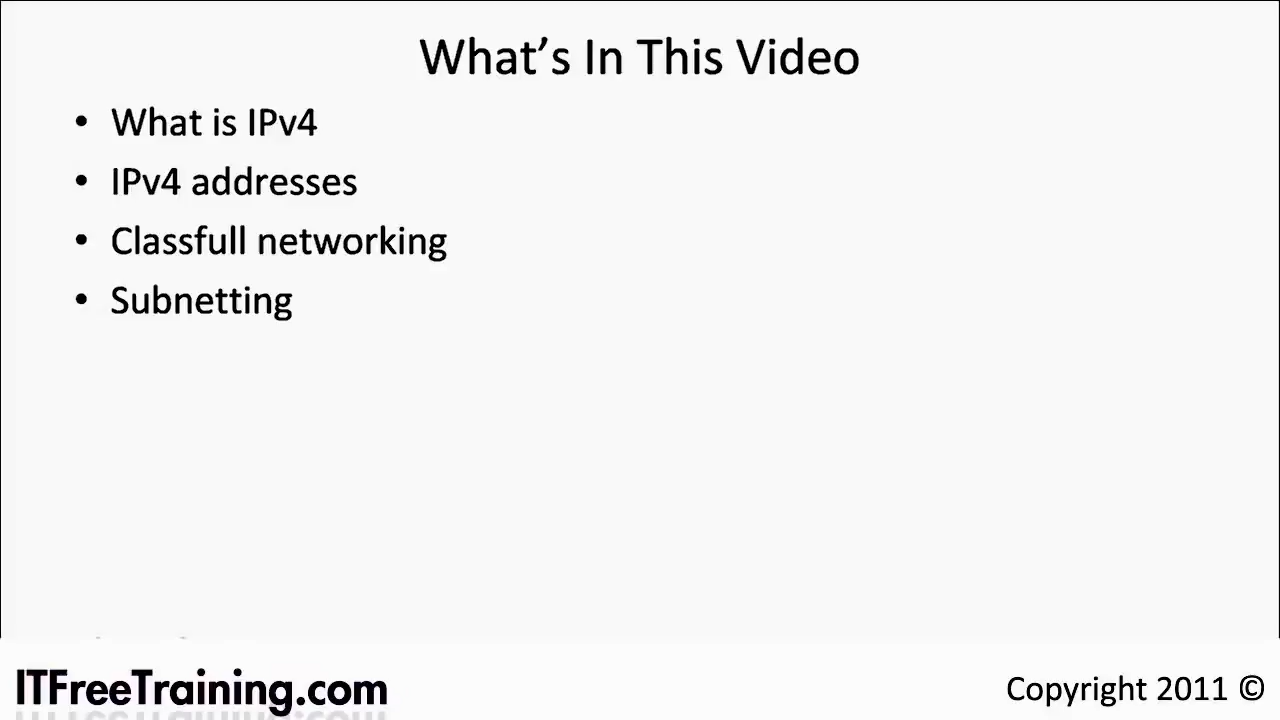 What's In This Video
• What is IPv4
• IPv4 addresses
• Classfull networking
• Subnetting
ITFreeTraining.com
Copyright 2011 ©